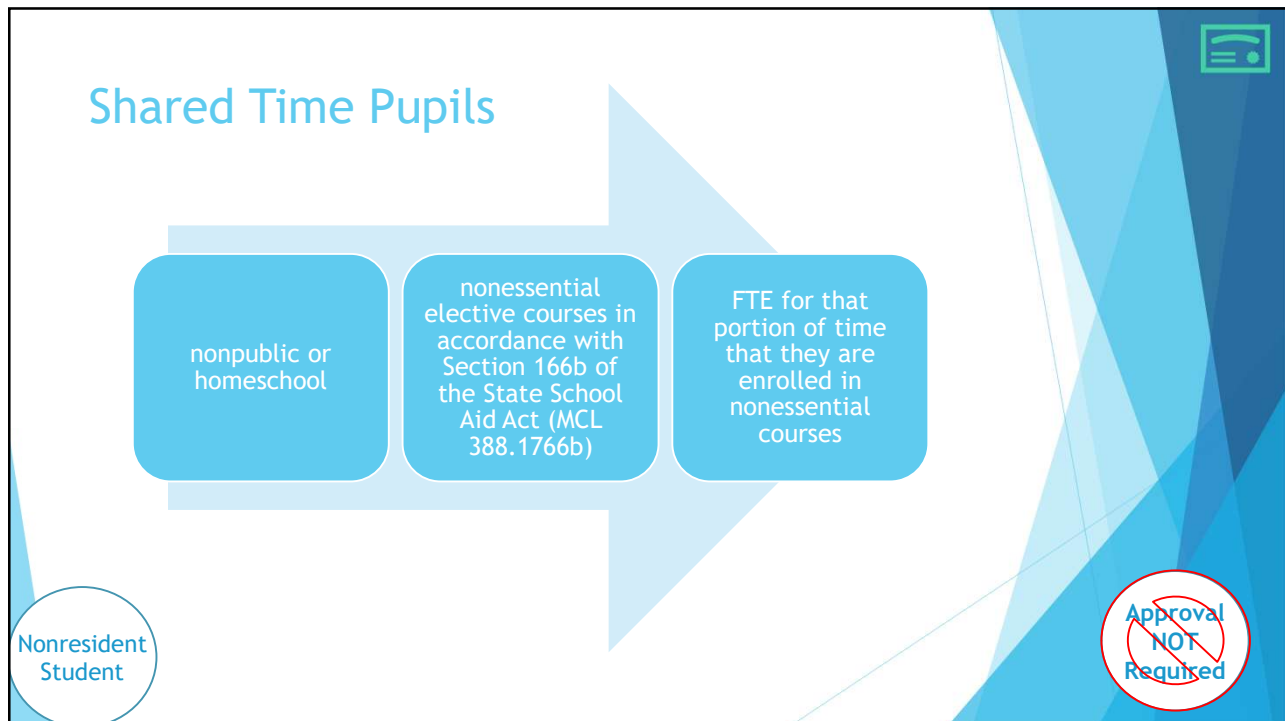 Shared Time Pupils
nonpublic or
homeschool
nonessential
elective courses in
accordance with
Section 166b of
the State School
Aid Act (MCL
388.1766b)
FTE for that
portion of time
that they are
enrolled in
nonessential
courses
Nonresident
Student
Approval
NOT
Required